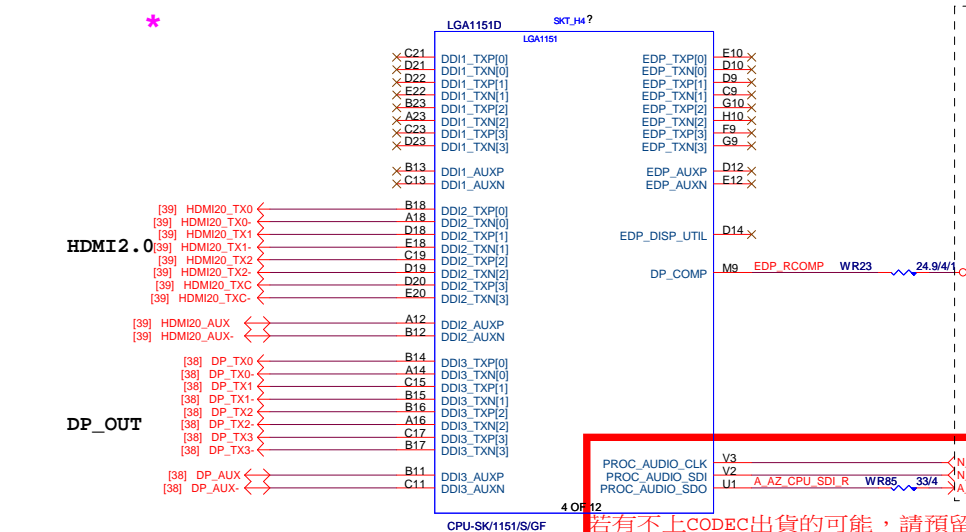 *
LGA1151D SKT_H4 ?
LGA1151
C21 DDI1_TXP[0] EDP_TXP[0] E10
D21 DDI1_TXN[0] EDP_TXN[0] D10
D22 DDI1_TXP[1] EDP_TXP[1] D9
E22 DDI1_TXN[1] EDP_TXN[1] C9
B23 DDI1_TXP[2] EDP_TXP[2] G10
A23 DDI1_TXN[2] EDP_TXN[2] H10
C23 DDI1_TXP[3] EDP_TXP[3] F9
D23 DDI1_TXN[3] EDP_TXN[3] G9
B13 DDI1_AUXP EDP_AUXP D12
C13 DDI1_AUXN EDP_AUXN E12
[39] HDMI20_TX0 B18 DDI2_TXP[0]
[39] HDMI20_TX0- A18 DDI2_TXN[0]
[39] HDMI20_TX1 D18 DDI2_TXP[1] EDP_DISP_UTIL D14
HDMI2.0 [39] HDMI20_TX1- E18 DDI2_TXN[1]
[39] HDMI20_TX2 C19 DDI2_TXP[2]
[39] HDMI20_TX2- D19 DDI2_TXN[2] DP_COMP M9 EDP_RCOMP WR23 24.9/4/1
[39] HDMI20_TXC D20 DDI2_TXP[3]
[39] HDMI20_TXC- E20 DDI2_TXN[3]
[39] HDMI20_AUX A12 DDI2_AUXP
[39] HDMI20_AUX- B12 DDI2_AUXN
[38] DP_TX0 B14 DDI3_TXP[0]
[38] DP_TX0- A14 DDI3_TXN[0]
[38] DP_TX1 C15 DDI3_TXP[1]
[38] DP_TX1- B15 DDI3_TXN[1]
[38] DP_TX2 B16 DDI3_TXP[2]
DP_OUT [38] DP_TX2- A16 DDI3_TXN[2]
[38] DP_TX3 C17 DDI3_TXP[3]
[38] DP_TX3- B17 DDI3_TXN[3]
PROC_AUDIO_CLK V3 N
[38] DP_AUX B11 DDI3_AUXP PROC_AUDIO_SDI V2 N
[38] DP_AUX- C11 DDI3_AUXN PROC_AUDIO_SDO U1 A_AZ_CPU_SDI_R WR85 33/4 A
4 OF 12
CPU-SK/1151/S/GF
若有不上CODEC出貨的可能，請預留